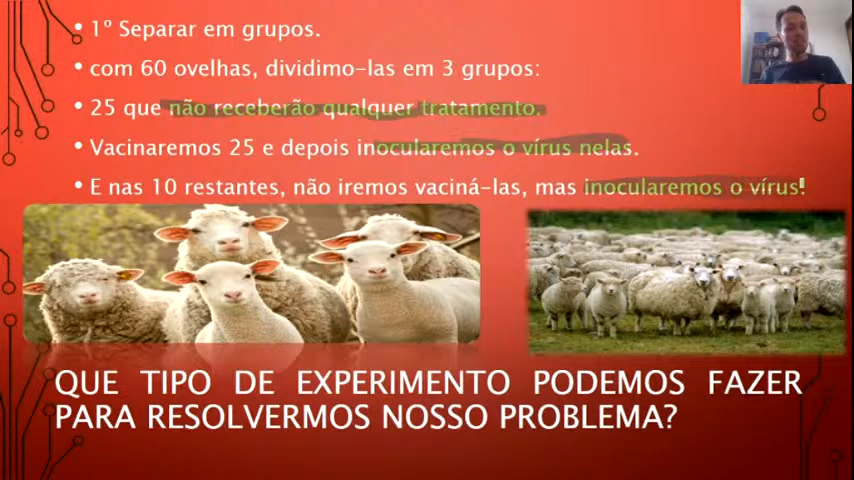 1º Separar em grupos.
com 60 ovelhas, dividimo-las em 3 grupos:
25 que não receberão qualquer tratamento.
Vacinaremos 25 e depois inocularemos o vírus nelas.
E nas 10 restantes, não iremos vaciná-las, mas inocularemos o vírus!
QUE TIPO DE EXPERIMENTO PODEMOS FAZER
PARA RESOLVERMOS NOSSO PROBLEMA?